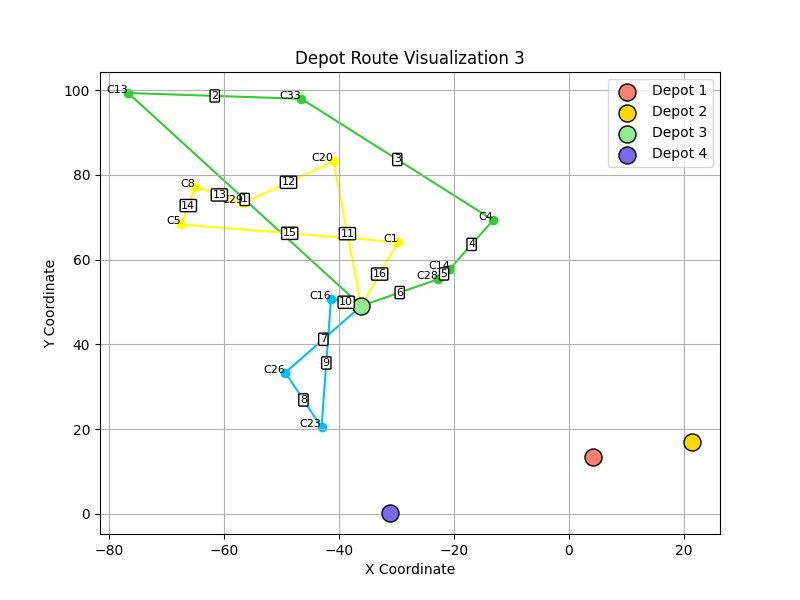 Depot Route Visualization 3
Depot 1
Depot 2
Depot 3
Depot 4
C13
2
C33
3
C20
12
C8
13
C29
1
14
C5
15
11
C1
C4
4
C14
5
C28
16
6
C16
10
7
9
C26
8
C23
100
80
60
40
20
0
−80
−60
−40
−20
0
20
X Coordinate
Y Coordinate